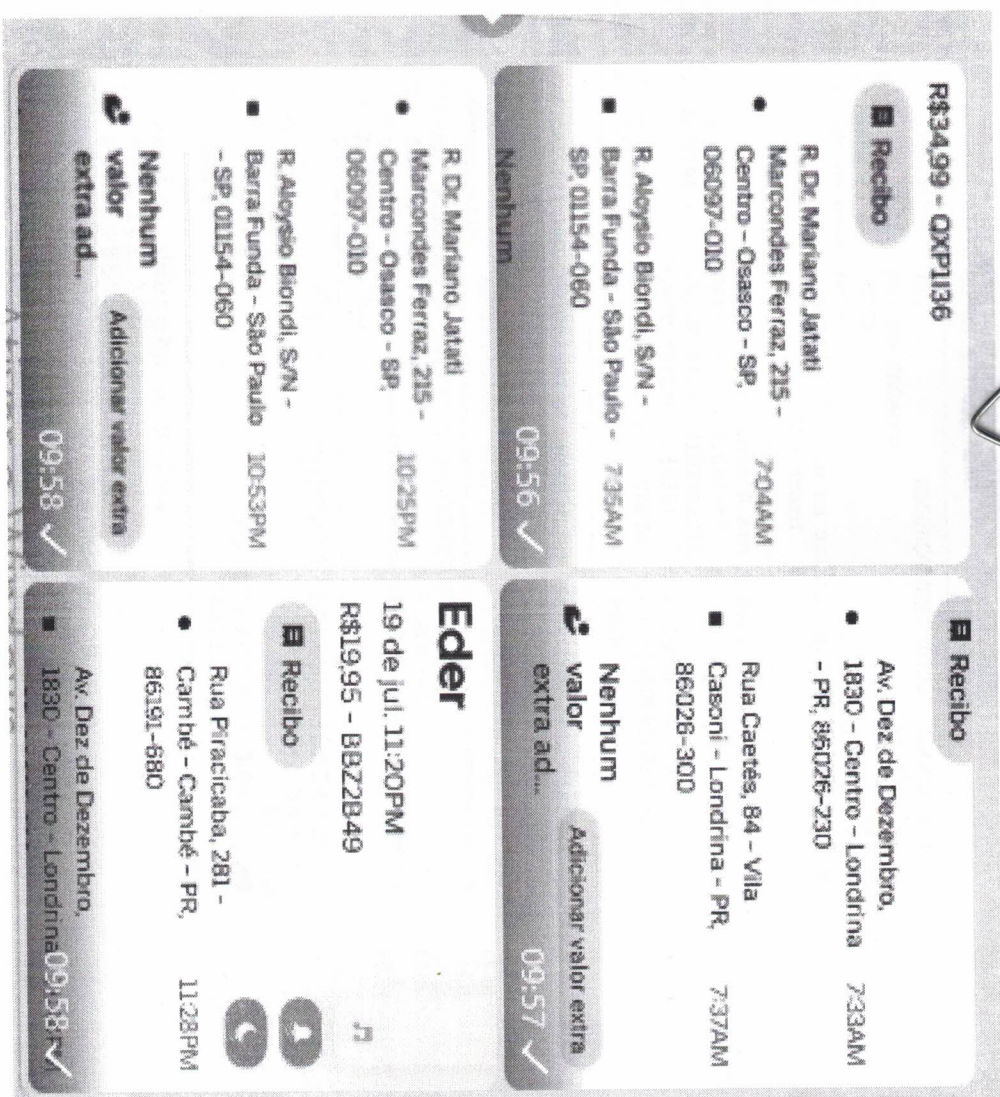 R$34,99 - QXP1I36
Recibo
R. Dr. Mariano Jatati
Marcondes Ferraz, 215 -
7:04AM
Centro - Osasco - SP,
06097-010
R. Aloysio Biondi, S/N -
Barra Funda - São Paulo - 7:35AM
SP, 01154-060
Nenhum
09:56
Recibo
Av. Dez de Dezembro,
1830 - Centro - Londrina 7:33AM
- PR, 86026-230
Rua Caetés, 84 - Vila
Casoni - Londrina - PR, 7:37AM
86026-300
Nenhum
valor Adicionar valor extra
extra ad...
09:57
R. Dr. Mariano Jatati
Marcondes Ferraz, 215 -
10:25PM
Centro - Osasco - SP,
06097-010
R. Aloysio Biondi, S/N -
Barra Funda - São Paulo 10:53PM
- SP, 01154-060
Nenhum
valor Adicionar valor extra
extra ad...
09:58
Eder
19 de jul. 11:20PM
R$19,95 - BBZ2B49
Recibo
Rua Piracicaba, 281 -
Cambé - Cambé - PR, 11:28PM
86191-680
Av. Dez de Dezembro,
1830 - Centro - Londrina
09:58